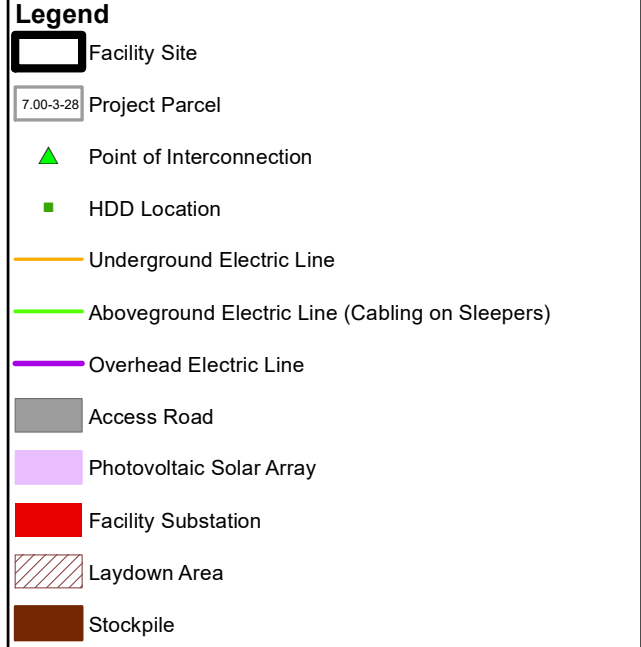 Legend
Facility Site
7.00-3-28 Project Parcel
Point of Interconnection
HDD Location
Underground Electric Line
Aboveground Electric Line (Cabling on Sleepers)
Overhead Electric Line
Access Road
Photovoltaic Solar Array
Facility Substation
Laydown Area
Stockpile